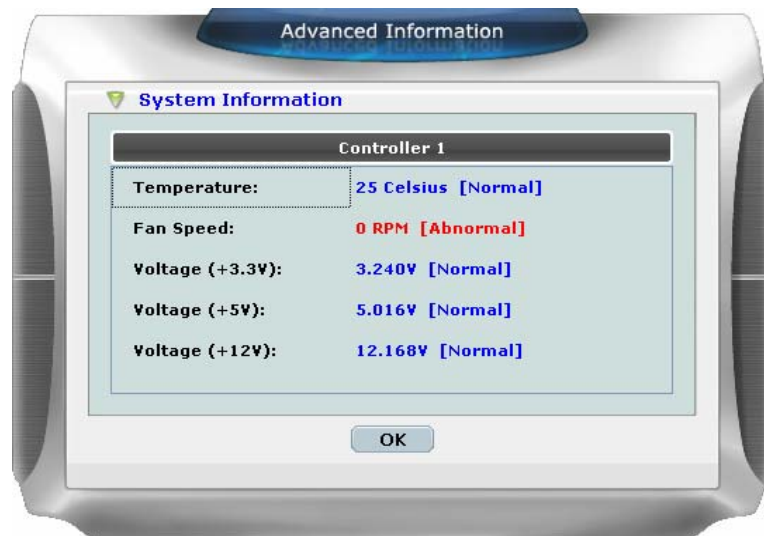 Advanced Information
System Information
Controller 1
Temperature: 25 Celsius [Normal]
Fan Speed: 0 RPM [Abnormal]
Voltage (+3.3V): 3.240V [Normal]
Voltage (+5V): 5.016V [Normal]
Voltage (+12V): 12.168V [Normal]
OK